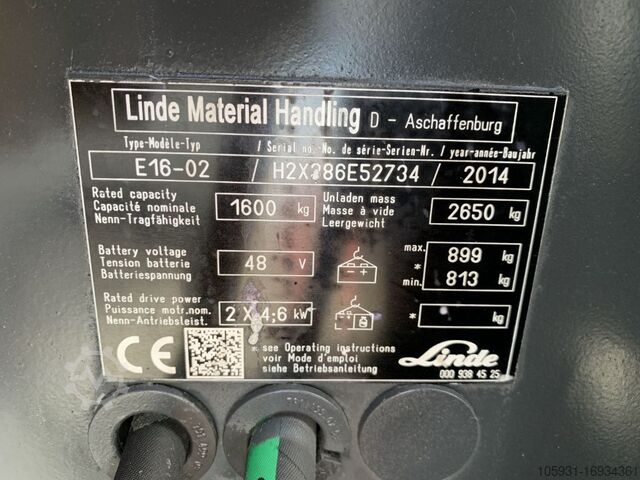 Linde Material Handling D - Aschaffenburg
Type-Modèle-Typ / Serial no.-No. de série-Serien-Nr. / year-année-Baujahr
E16-02 / H2X386E52734 / 2014
Rated capacity
Capacité nominale
Nenn-Tragfähigkeit
1600 kg
Unladen mass
Masse à vide
Leergewicht
2650 kg
Battery voltage
Tension batterie
Batteriespannung
48 V
- +
max. 899 kg
*
min. 813 kg
Rated drive power
Puissance motr.nom.
Nenn-Antriebsleist.
2 X 4;6 kW
* kg
CE
* see Operating instructions
voir Mode d'emploi
siehe Betriebsanleitung
Linde
000 938 45 25
105931-16934361